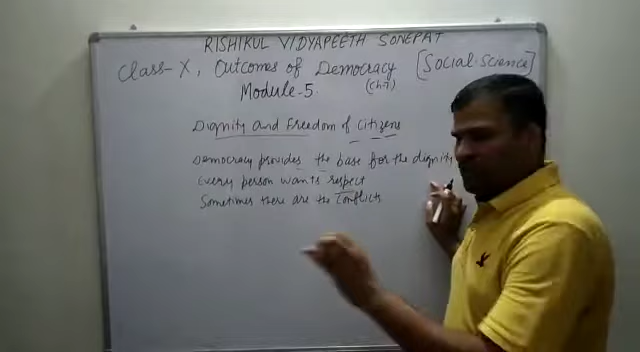 RISHIKUL VIDYAPEETH SONEPAT
Class-X, Outcomes of Democracy [Social-Science]
Module-5. (Ch-7)
Dignity and Freedom of Citizens
Democracy provides the base for the dignity
Every person wants respect
Sometimes there are the conflicts